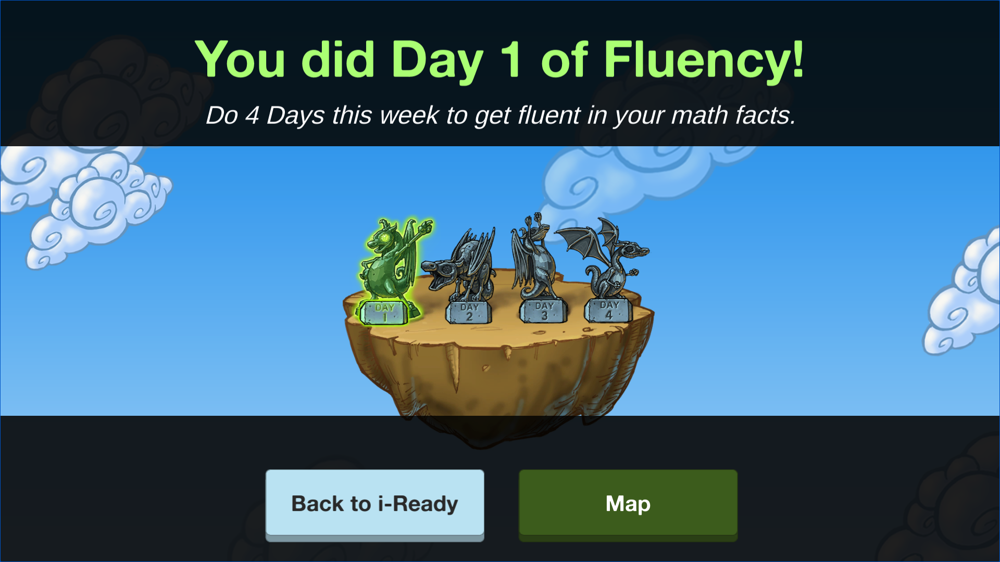 You did Day 1 of Fluency!
Do 4 Days this week to get fluent in your math facts.
DAY
1
DAY
2
DAY
3
DAY
4
Back to i-Ready
Map